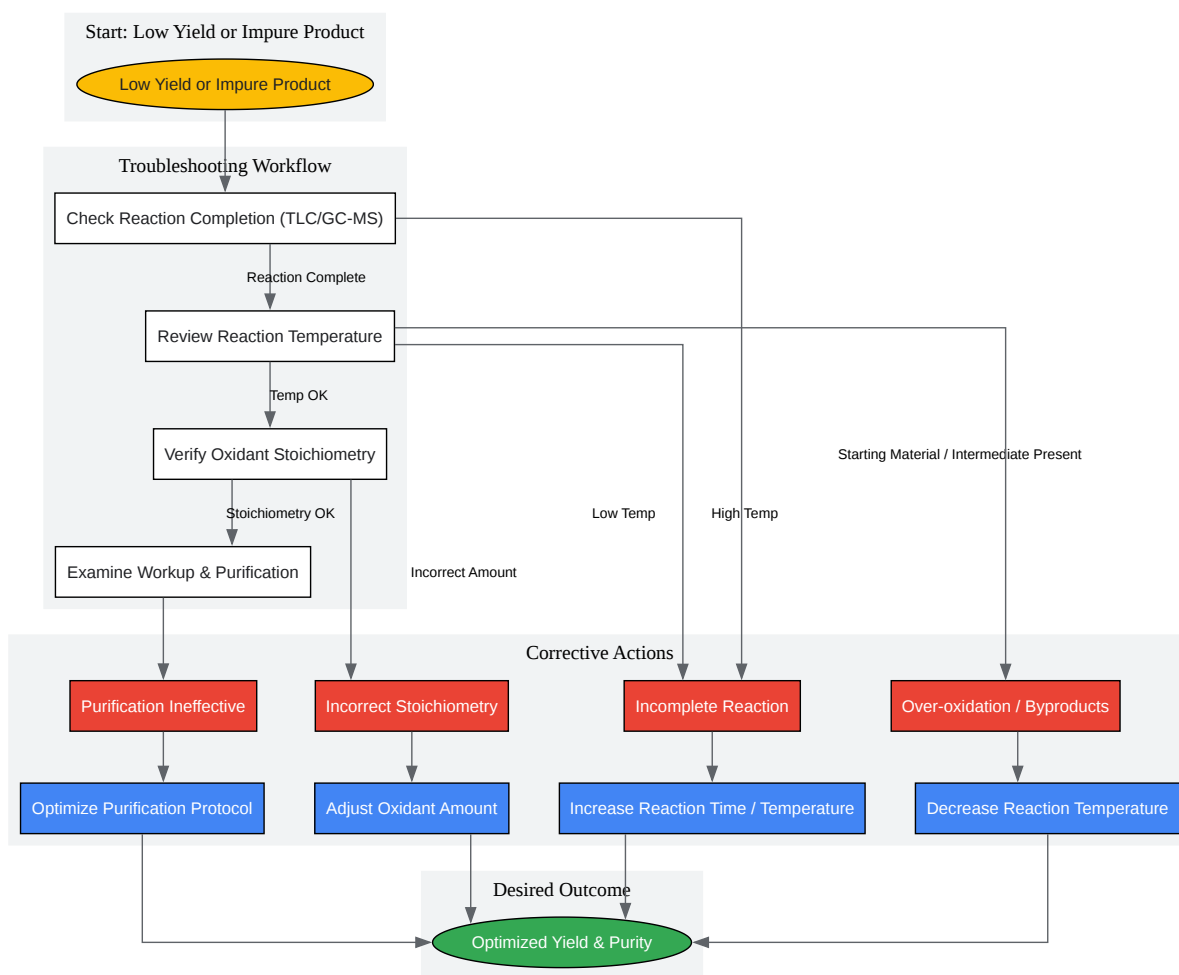 Start: Low Yield or Impure Product
Low Yield or Impure Product
Troubleshooting Workflow
Check Reaction Completion (TLC/GC-MS)
Reaction Complete
Review Reaction Temperature
Temp OK
Verify Oxidant Stoichiometry
Starting Material / Intermediate Present
Stoichiometry OK
Low Temp
High Temp
Examine Workup & Purification
Incorrect Amount
Corrective Actions
Purification Ineffective
Incorrect Stoichiometry
Incomplete Reaction
Over-oxidation / Byproducts
Optimize Purification Protocol
Adjust Oxidant Amount
Increase Reaction Time / Temperature
Decrease Reaction Temperature
Desired Outcome
Optimized Yield & Purity